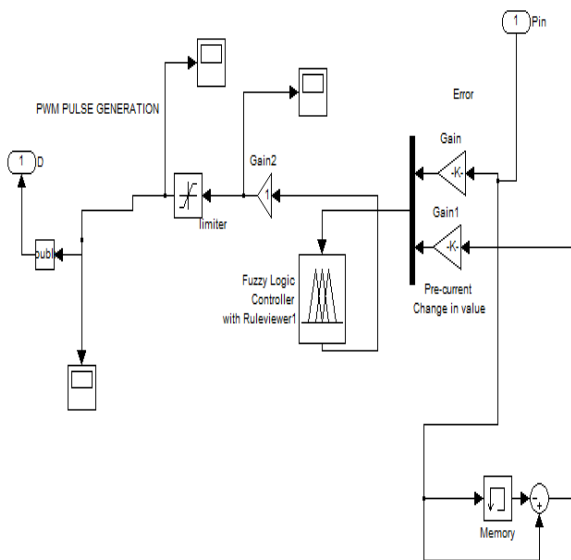 1
Pin
PWM PULSE GENERATION
Error
Gain
-K-
Gain2
1
limiter
Gain1
-K-
1
D
oubl
Fuzzy Logic
Controller
with Ruleviewer1
Pre-current
Change in value
Memory